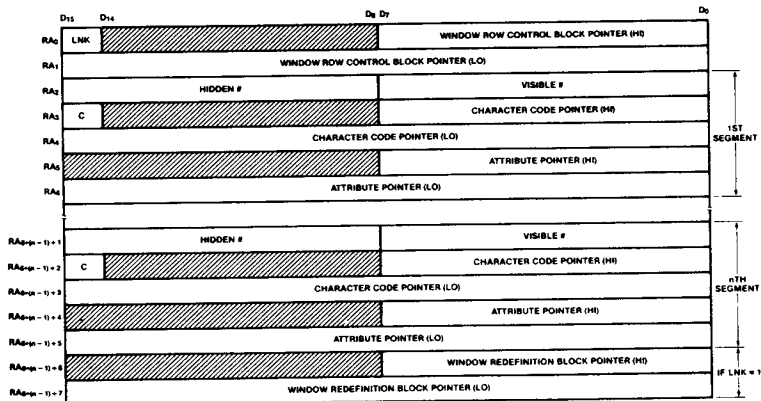 D15 D14 D8 D7 D0
RA0 LNK WINDOW ROW CONTROL BLOCK POINTER (HI)
RA1 WINDOW ROW CONTROL BLOCK POINTER (LO)
RA2 HIDDEN # VISIBLE #
RA3 C CHARACTER CODE POINTER (HI)
RA4 CHARACTER CODE POINTER (LO)
RA5 ATTRIBUTE POINTER (HI)
RA6 ATTRIBUTE POINTER (LO)
1ST SEGMENT
RA6+(n − 1) + 1 HIDDEN # VISIBLE #
RA6+(n − 1) + 2 C CHARACTER CODE POINTER (HI)
RA6+(n − 1) + 3 CHARACTER CODE POINTER (LO)
RA6+(n − 1) + 4 ATTRIBUTE POINTER (HI)
RA6+(n − 1) + 5 ATTRIBUTE POINTER (LO)
nTH SEGMENT
RA6+(n − 1) + 6 WINDOW REDEFINITION BLOCK POINTER (HI)
RA6+(n − 1) + 7 WINDOW REDEFINITION BLOCK POINTER (LO)
IF LNK = 1